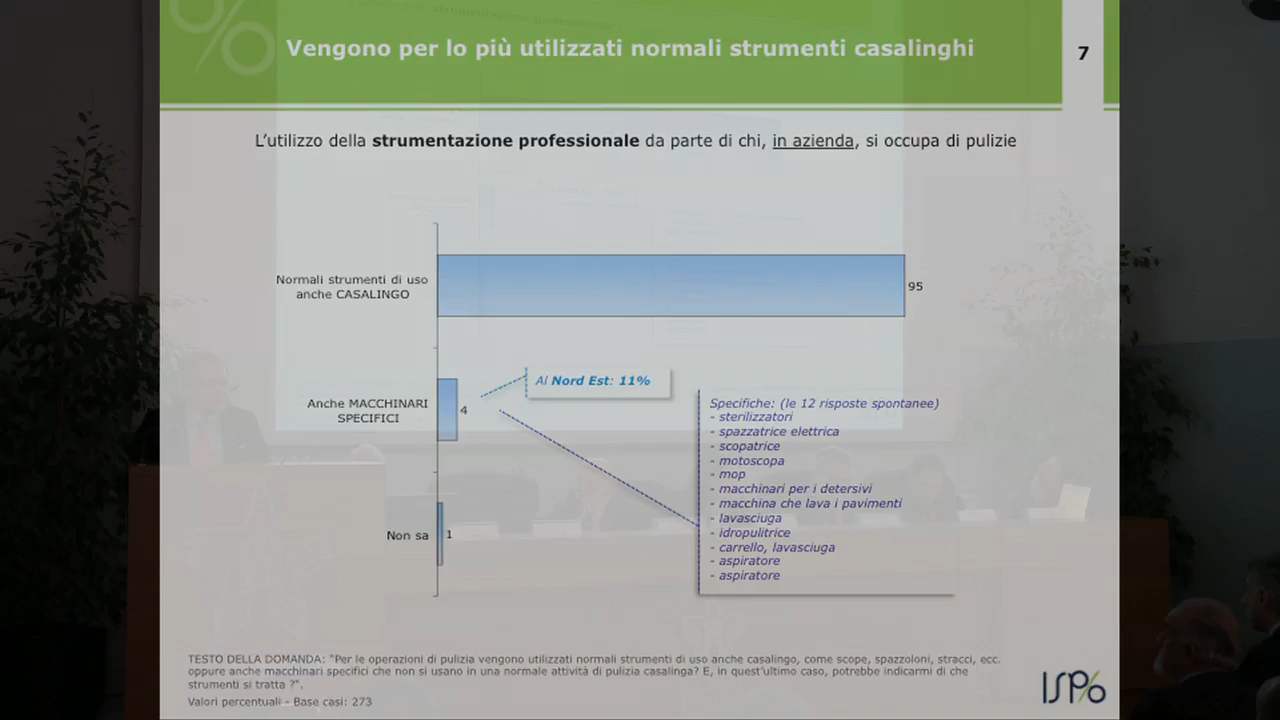 Vengono per lo più utilizzati normali strumenti casalinghi
7
L'utilizzo della strumentazione professionale da parte di chi, in azienda, si occupa di pulizie
Normali strumenti di uso
anche CASALINGO
95
Anche MACCHINARI
SPECIFICI
4
Al Nord Est: 11%
Specifiche: (le 12 risposte spontanee)
- sterilizzatori
- spazzatrice elettrica
- scopatrice
- motoscopa
- mop
- macchinari per i detersivi
- macchina che lava i pavimenti
- lavasciuga
- idropulitrice
- carrello, lavasciuga
- aspiratore
- aspiratore
Non sa
1
TESTO DELLA DOMANDA: "Per le operazioni di pulizia vengono utilizzati normali strumenti di uso anche casalingo, come scope, spazzoloni, stracci, ecc.
oppure anche macchinari specifici che non si usano in una normale attività di pulizia casalinga? E, in quest'ultimo caso, potrebbe indicarmi di che
strumenti si tratta ?".
Valori percentuali - Base casi: 273
ISPO